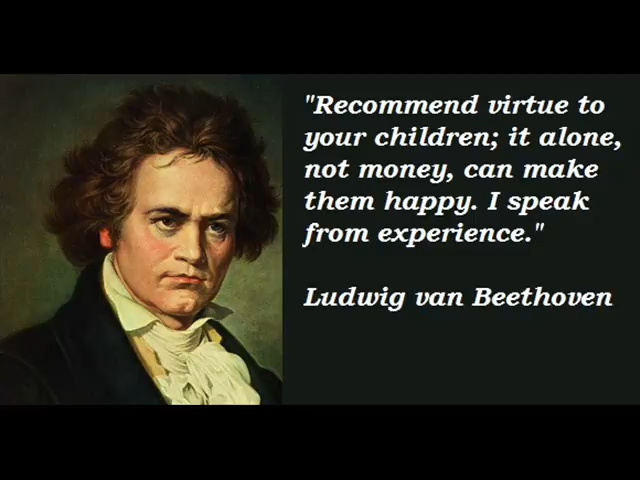 "Recommend virtue to
your children; it alone,
not money, can make
them happy. I speak
from experience."
Ludwig van Beethoven